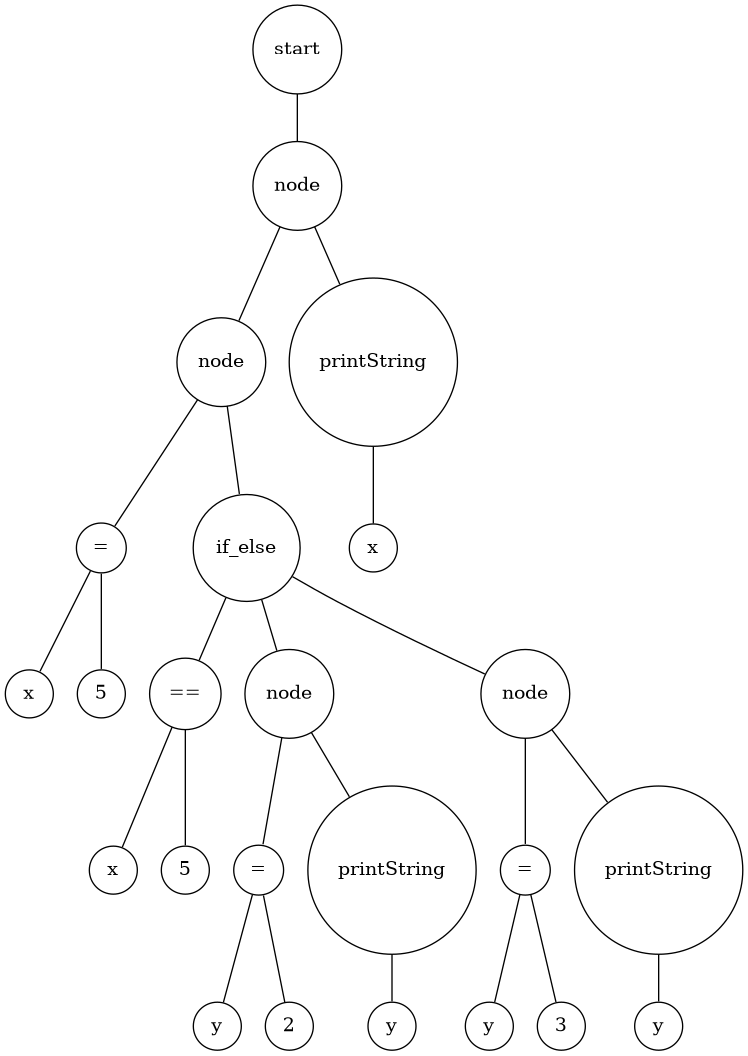 start
node
node
printString
=
if_else
x
x
5
==
node
node
x
5
=
printString
=
printString
y
2
y
y
3
y